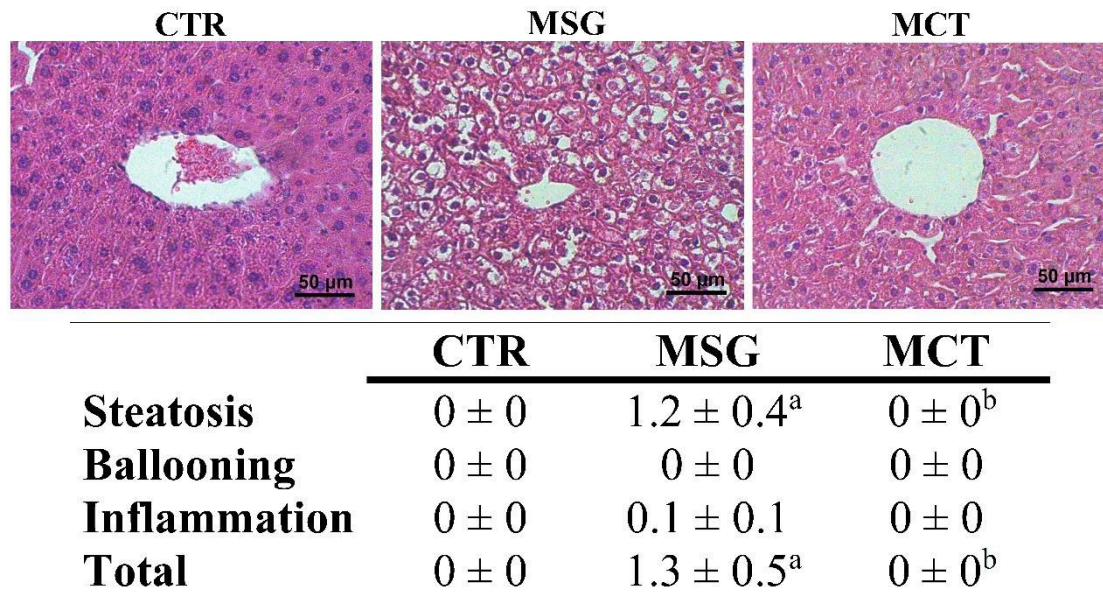 CTR MSG MCT
50 µm 50 µm 50 µm
CTR MSG MCT
Steatosis 0 ± 0 1.2 ± 0.4ᵃ 0 ± 0ᵇ
Ballooning 0 ± 0 0 ± 0 0 ± 0
Inflammation 0 ± 0 0.1 ± 0.1 0 ± 0
Total 0 ± 0 1.3 ± 0.5ᵃ 0 ± 0ᵇ